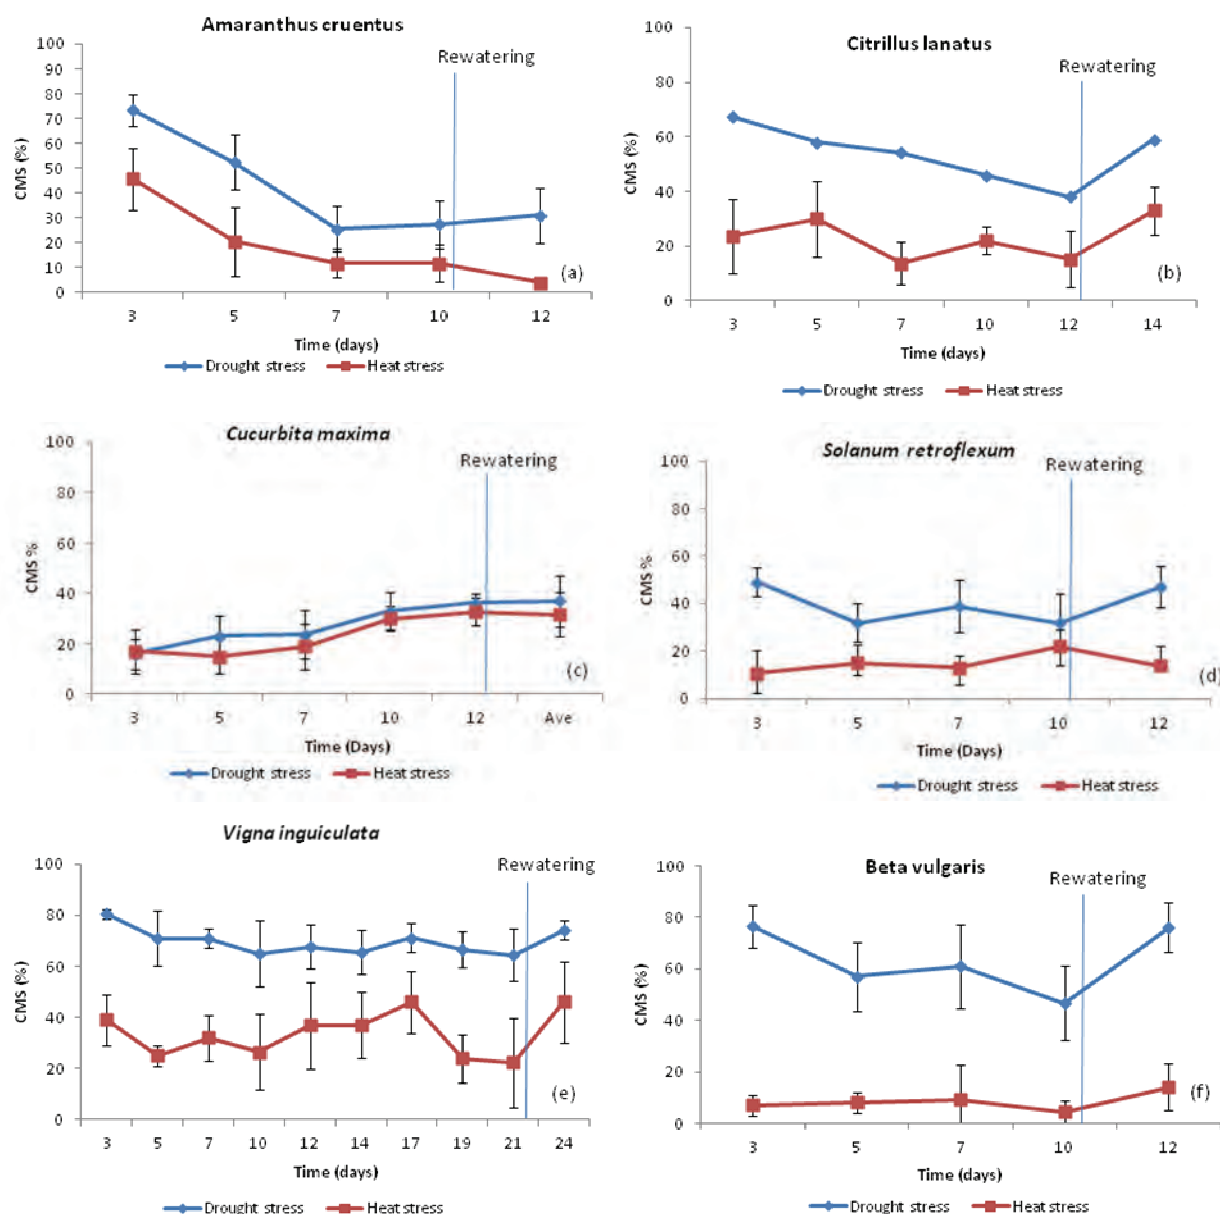 Amaranthus cruentus
100
90
80
70
60
50
40
30
20
10
0
CMS (%)
Rewatering
(a)
3 5 7 10 12
Time (days)
Drought stress Heat stress
Citrillus lanatus
100
80
60
40
20
0
CMS (%)
Rewatering
(b)
3 5 7 10 12 14
Time (days)
Drought stress Heat stress
Cucurbita maxima
100
80
60
40
20
0
CMS %
Rewatering
(c)
3 5 7 10 12 Ave
Time (Days)
Drought stress Heat stress
Solanum retroflexum
100
80
60
40
20
0
CMS %
Rewatering
(d)
3 5 7 10 12
Time (Days)
Drought stress Heat stress
Vigna inguiculata
100
80
60
40
20
0
CMS (%)
Rewatering
(e)
3 5 7 10 12 14 17 19 21 24
Time (days)
Drought stress Heat stress
Beta vulgaris
100
80
60
40
20
0
CMS (%)
Rewatering
(f)
3 5 7 10 12
Time (days)
Drought stress Heat stress